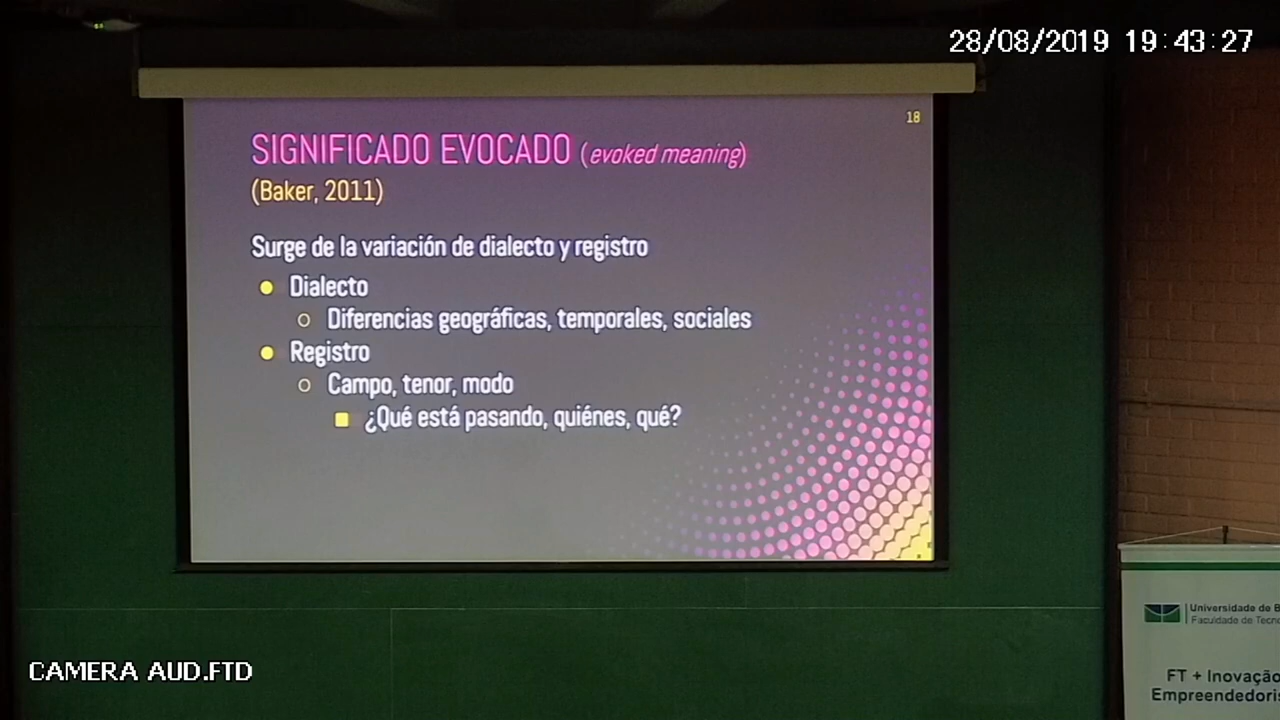 28/08/2019 19:43:27
18
SIGNIFICADO EVOCADO (evoked meaning)
(Baker, 2011)
Surge de la variación de dialecto y registro
Dialecto
Diferencias geográficas, temporales, sociales
Registro
Campo, tenor, modo
¿Qué está pasando, quiénes, qué?
Universidade de
Faculdade de
FT + Inovação
CAMERA AUD.FTD